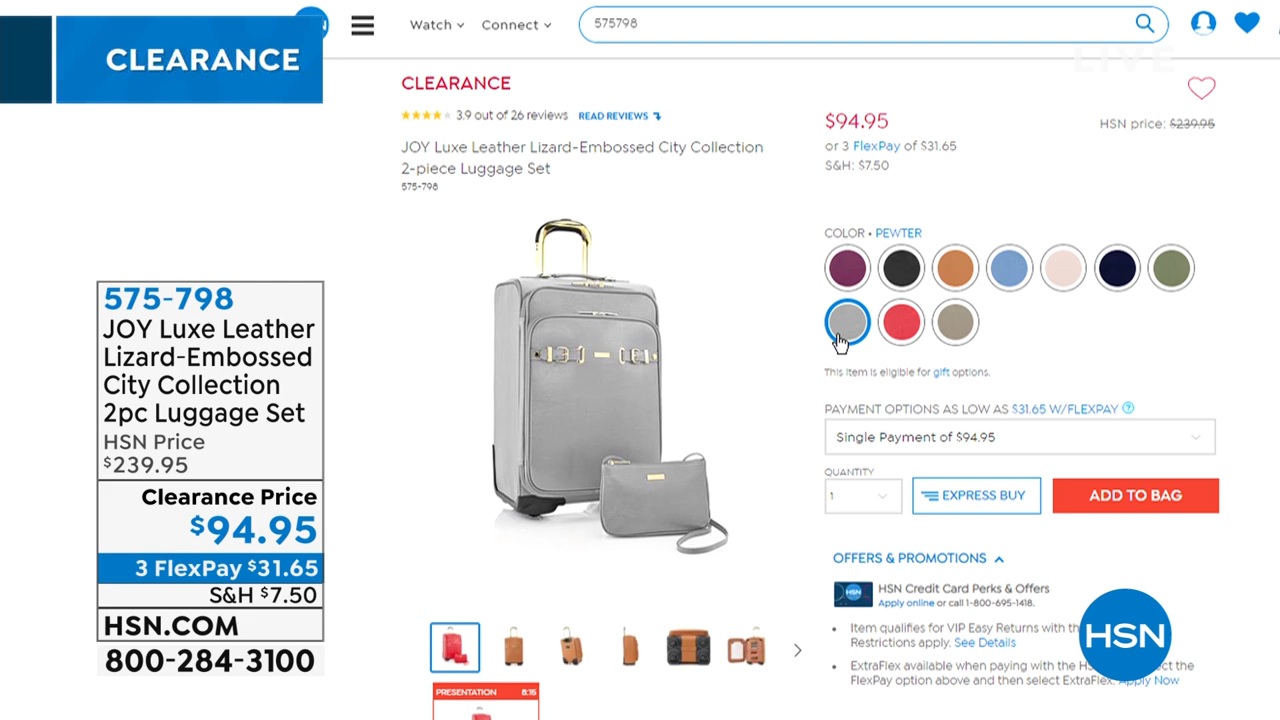 CLEARANCE
HSN
Watch
Connect
575798
LIVE
CLEARANCE
3.9 out of 26 reviews
READ REVIEWS
JOY Luxe Leather Lizard-Embossed City Collection
2-piece Luggage Set
575-798
$94.95
HSN price: $239.95
or 3 FlexPay of $31.65
S&H: $7.50
COLOR • PEWTER
This item is eligible for gift options.
PAYMENT OPTIONS AS LOW AS $31.65 W/FLEXPAY ?
Single Payment of $94.95
QUANTITY
1
EXPRESS BUY
ADD TO BAG
OFFERS & PROMOTIONS
HSN
HSN Credit Card Perks & Offers
Apply online or call 1-800-695-1418.
• Item qualifies for VIP Easy Returns with th
Restrictions apply. See Details
• ExtraFlex available when paying with the HS ect the
FlexPay option above and then select ExtraFlex. Apply Now
HSN
PRESENTATION 8:15
575-798
JOY Luxe Leather
Lizard-Embossed
City Collection
2pc Luggage Set
HSN Price
$239.95
Clearance Price
$94.95
3 FlexPay $31.65
S&H $7.50
HSN.COM
800-284-3100